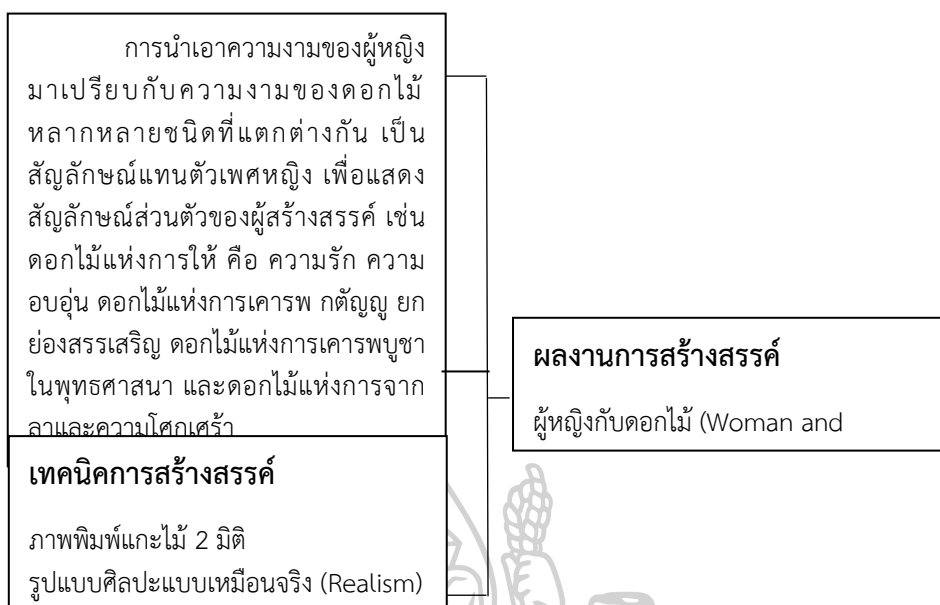 การนำเอาความงามของผู้หญิง
มาเปรียบกับความงามของดอกไม้
หลากหลายชนิดที่แตกต่างกัน เป็น
สัญลักษณ์แทนตัวเพศหญิง เพื่อแสดง
สัญลักษณ์ส่วนตัวของผู้สร้างสรรค์ เช่น
ดอกไม้แห่งการให้ คือ ความรัก ความ
อบอุ่น ดอกไม้แห่งการเคารพ กตัญญู ยก
ย่องสรรเสริญ ดอกไม้แห่งการเคารพบูชา
ในพุทธศาสนา และดอกไม้แห่งการจาก
ลาและความโศกเศร้า
เทคนิคการสร้างสรรค์
ภาพพิมพ์แกะไม้ 2 มิติ
รูปแบบศิลปะแบบเหมือนจริง (Realism)
ผลงานการสร้างสรรค์
ผู้หญิงกับดอกไม้ (Woman and